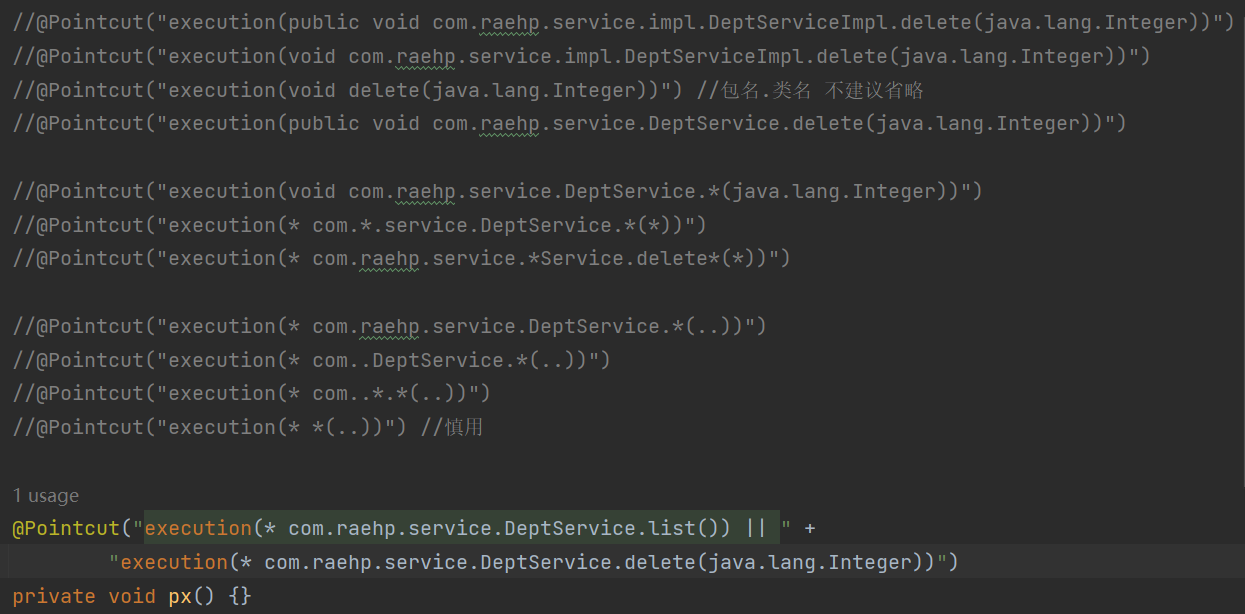 //@Pointcut("execution(public void com.raehp.service.impl.DeptServiceImpl.delete(java.lang.Integer))")
//@Pointcut("execution(void com.raehp.service.impl.DeptServiceImpl.delete(java.lang.Integer))")
//@Pointcut("execution(void delete(java.lang.Integer))") //包名.类名 不建议省略
//@Pointcut("execution(public void com.raehp.service.DeptService.delete(java.lang.Integer))")
//@Pointcut("execution(void com.raehp.service.DeptService.*(java.lang.Integer))")
//@Pointcut("execution(* com.*.service.DeptService.*(*))")
//@Pointcut("execution(* com.raehp.service.*Service.delete*(*))")
//@Pointcut("execution(* com.raehp.service.DeptService.*(..))")
//@Pointcut("execution(* com..DeptService.*(..))")
//@Pointcut("execution(* com..*.*(..))")
//@Pointcut("execution(* *(..))") //慎用
1 usage
@Pointcut("execution(* com.raehp.service.DeptService.list()) || " +
"execution(* com.raehp.service.DeptService.delete(java.lang.Integer))")
private void px() {}